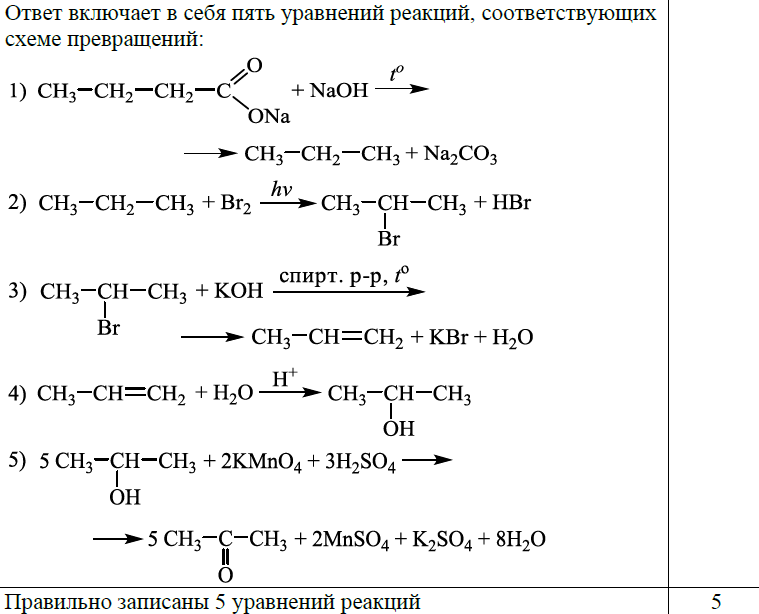 Ответ включает в себя пять уравнений реакций, соответствующих
схеме превращений:
1) CH₃−CH₂−CH₂−C
O
ONa
+ NaOH
tᵒ
CH₃−CH₂−CH₃ + Na₂CO₃
2) CH₃−CH₂−CH₃ + Br₂ hν CH₃−CH−CH₃ + HBr
Br
3) CH₃−CH−CH₃ + KOH спирт. р-р, tᵒ
Br
CH₃−CH=CH₂ + KBr + H₂O
4) CH₃−CH=CH₂ + H₂O H⁺ CH₃−CH−CH₃
OH
5) 5 CH₃−CH−CH₃ + 2KMnO₄ + 3H₂SO₄
OH
5 CH₃−C−CH₃ + 2MnSO₄ + K₂SO₄ + 8H₂O
O
Правильно записаны 5 уравнений реакций 5